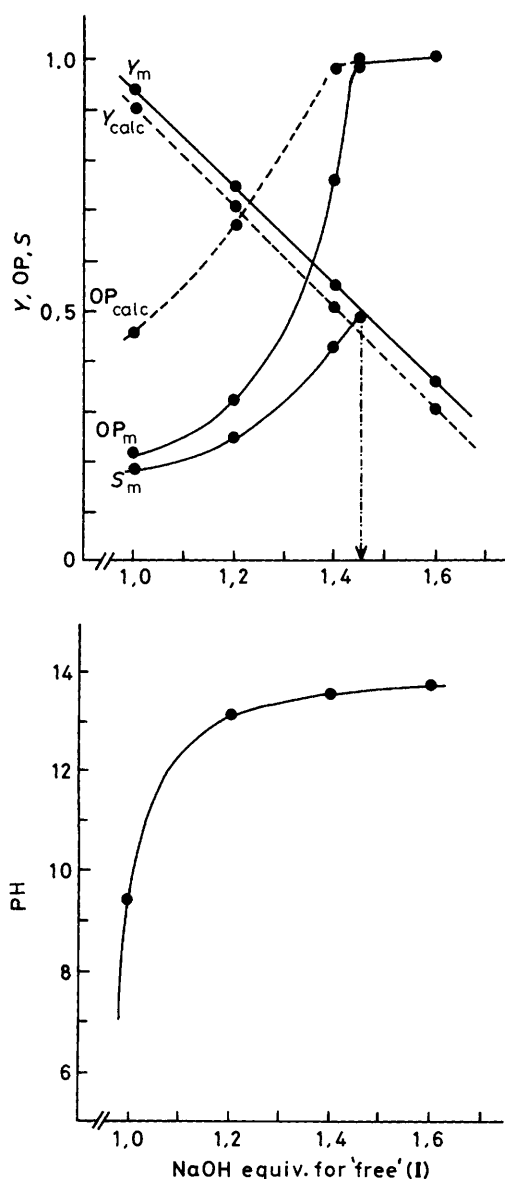 1.0
Y_m
Y_calc
OP_calc
0,5
OP_m
S_m
Y, OP, S
0
1,0 1,2 1,4 1,6
14
12
10
8
6
PH
1,0 1,2 1,4 1,6
NaOH equiv. for 'free' (I)